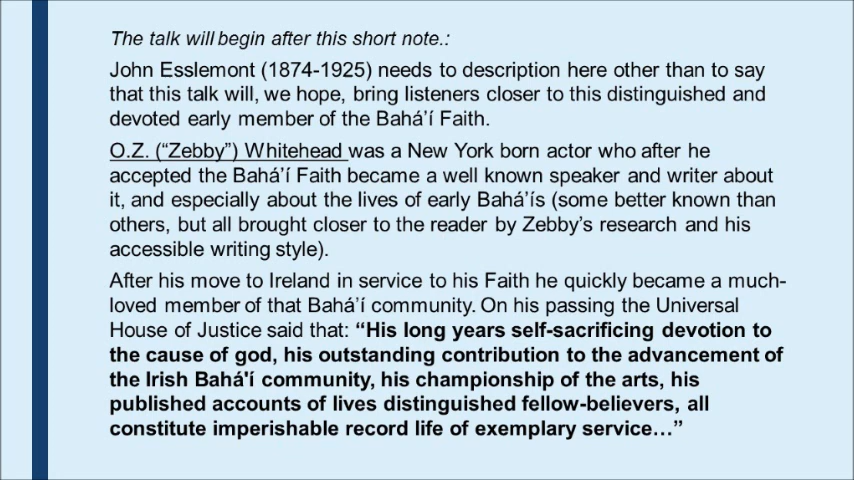 The talk will begin after this short note.:
John Esslemont (1874-1925) needs to description here other than to say
that this talk will, we hope, bring listeners closer to this distinguished and
devoted early member of the Bahá’í Faith.
O.Z. (“Zebby”) Whitehead was a New York born actor who after he
accepted the Bahá’í Faith became a well known speaker and writer about
it, and especially about the lives of early Bahá’ís (some better known than
others, but all brought closer to the reader by Zebby’s research and his
accessible writing style).
After his move to Ireland in service to his Faith he quickly became a much-
loved member of that Bahá’í community. On his passing the Universal
House of Justice said that: “His long years self-sacrificing devotion to
the cause of god, his outstanding contribution to the advancement of
the Irish Bahá'í community, his championship of the arts, his
published accounts of lives distinguished fellow-believers, all
constitute imperishable record life of exemplary service…”